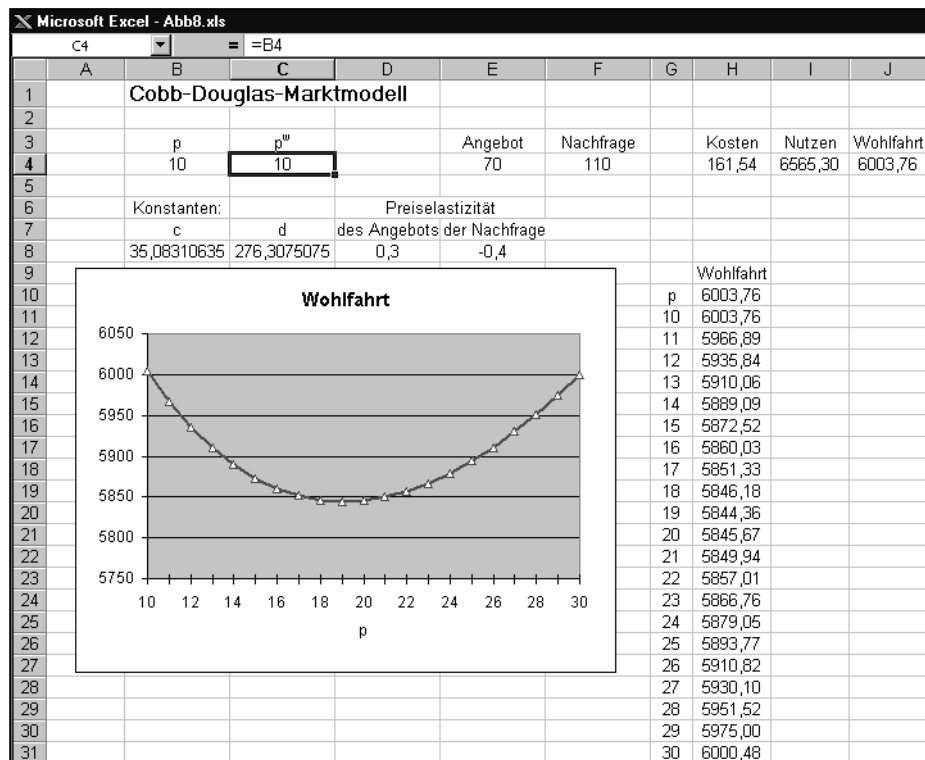 Microsoft Excel - Abb8.xls
C4 = =B4
A B C D E F G H I J
1 Cobb-Douglas-Marktmodell
2
3 p pʷ Angebot Nachfrage Kosten Nutzen Wohlfahrt
4 10 10 70 110 161,54 6565,30 6003,76
5
6 Konstanten: Preiselastizität
7 c d des Angebots der Nachfrage
8 35,08310635 276,3075075 0,3 -0,4
9 Wohlfahrt
10 p 6003,76
11 10 6003,76
12 11 5966,89
13 12 5935,84
14 13 5910,06
15 14 5889,09
16 15 5872,52
17 16 5860,03
18 17 5851,33
19 18 5846,18
20 19 5844,36
21 20 5845,67
22 21 5849,94
23 22 5857,01
24 23 5866,76
25 24 5879,05
26 25 5893,77
27 26 5910,82
28 27 5930,10
29 28 5951,52
30 29 5975,00
31 30 6000,48
Wohlfahrt
6050
6000
5950
5900
5850
5800
5750
10 12 14 16 18 20 22 24 26 28 30
p